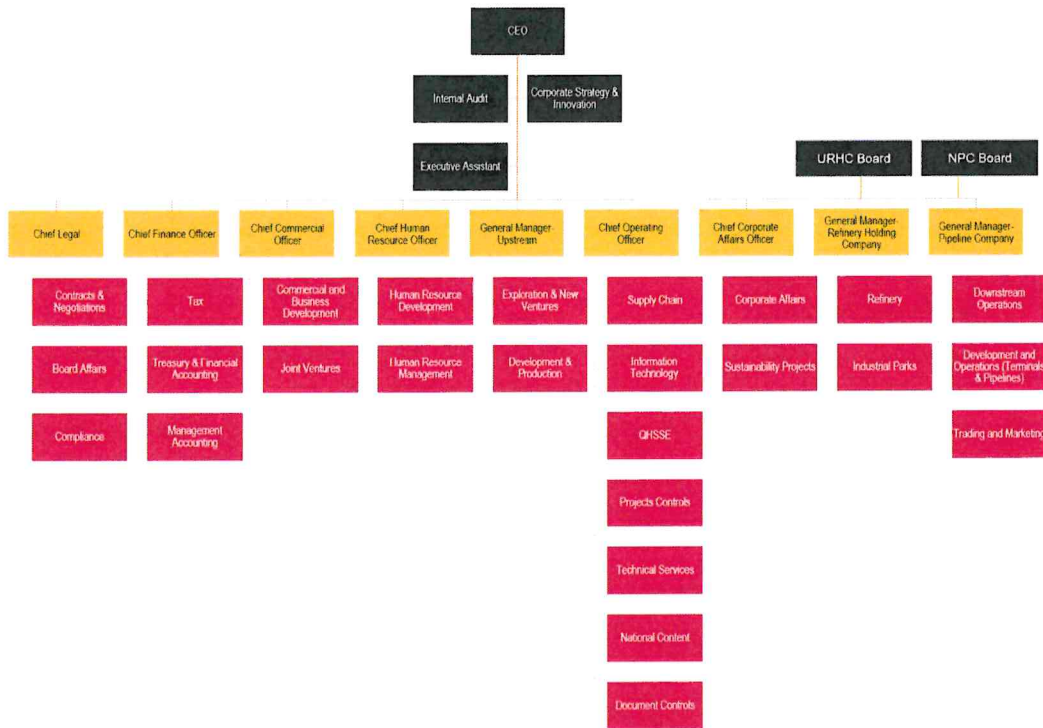 CEO
Internal Audit
Corporate Strategy &
Innovation
Executive Assistant
URHC Board
NPC Board
Chief Legal
Chief Finance Officer
Chief Commercial
Officer
Chief Human
Resource Officer
General Manager-
Upstream
Chief Operating
Officer
Chief Corporate
Affairs Officer
General Manager-
Refinery Holding
Company
General Manager-
Pipeline Company
Contracts &
Negotiations
Tax
Commercial and
Business
Development
Human Resource
Development
Exploration & New
Ventures
Supply Chain
Corporate Affairs
Refinery
Downstream
Operations
Board Affairs
Treasury & Financial
Accounting
Joint Ventures
Human Resource
Management
Development &
Production
Information
Technology
Sustainability Projects
Industrial Parks
Development and
Operations (Terminals
& Pipelines)
Compliance
Management
Accounting
QHSSE
Trading and Marketing
Projects Controls
Technical Services
National Content
Document Controls